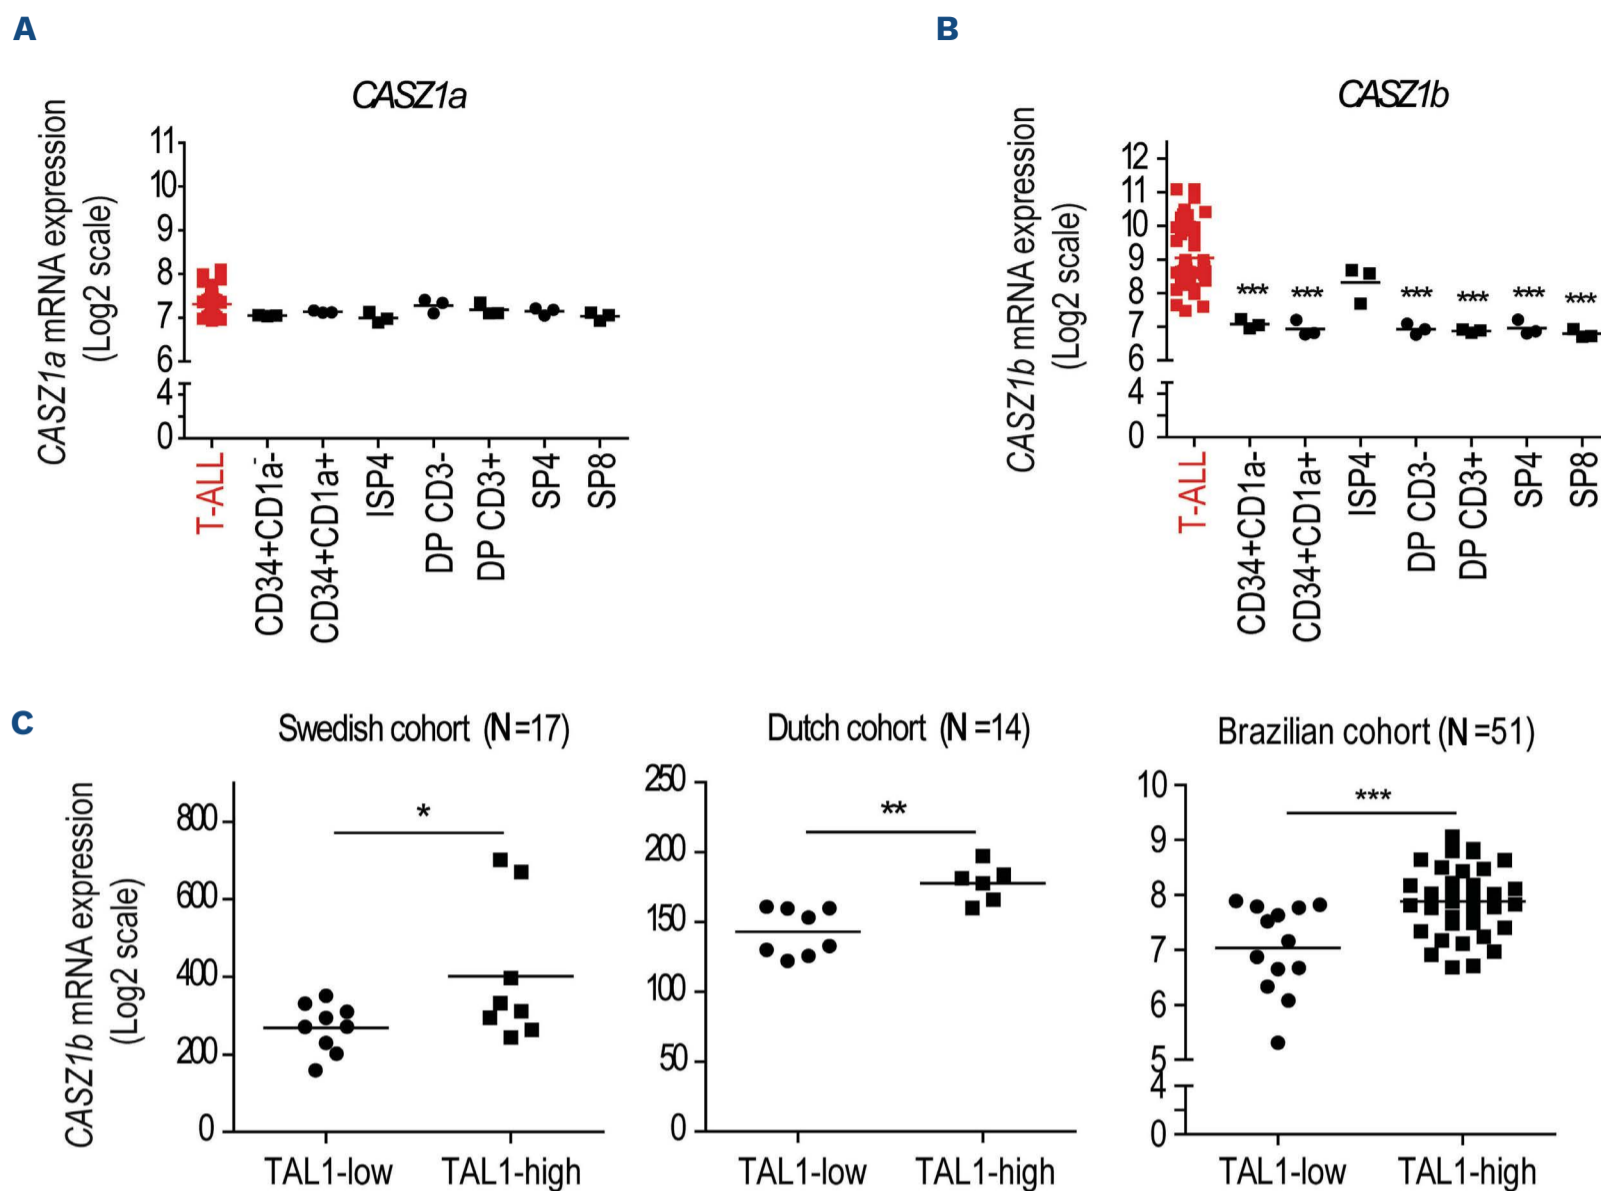 A
CASZ1a
CASZ1a mRNA expression
(Log2 scale)
11
10
9
8
7
6
4
0
T-ALL
CD34+CD1a-
CD34+CD1a+
ISP4
DP CD3-
DP CD3+
SP4
SP8
B
CASZ1b
CASZ1b mRNA expression
(Log2 scale)
12
11
10
9
8
7
6
4
0
*** *** *** *** *** ***
T-ALL
CD34+CD1a-
CD34+CD1a+
ISP4
DP CD3-
DP CD3+
SP4
SP8
C
CASZ1b mRNA expression
(Log2 scale)
Swedish cohort (N=17)
*
800
600
400
200
0
TAL1-low TAL1-high
Dutch cohort (N=14)
**
250
200
150
100
50
0
TAL1-low TAL1-high
Brazilian cohort (N=51)
***
10
9
8
7
6
5
4
0
TAL1-low TAL1-high